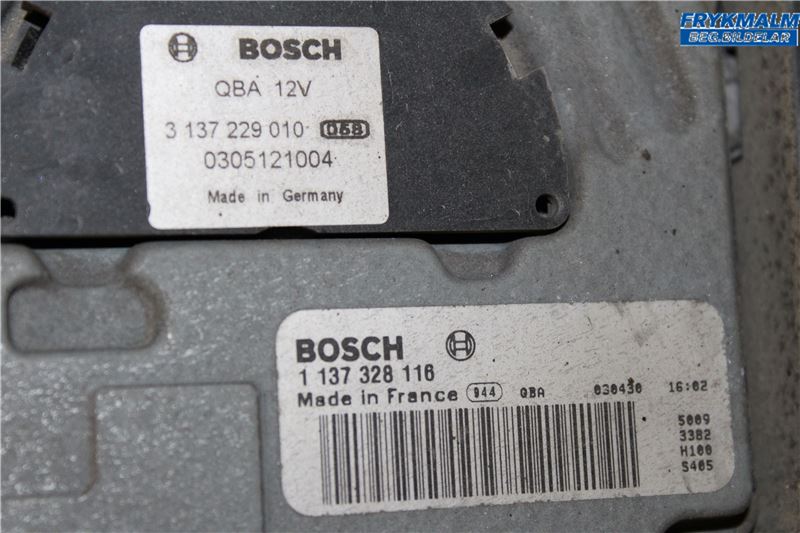 FRYKMALM
BEG.BILDELAR
BOSCH
QBA 12V
3 137 229 010 058
0305121004
Made in Germany
BOSCH
1 137 328 116
Made in France 944 QBA 030430 16:02
5009
3382
H100
S405